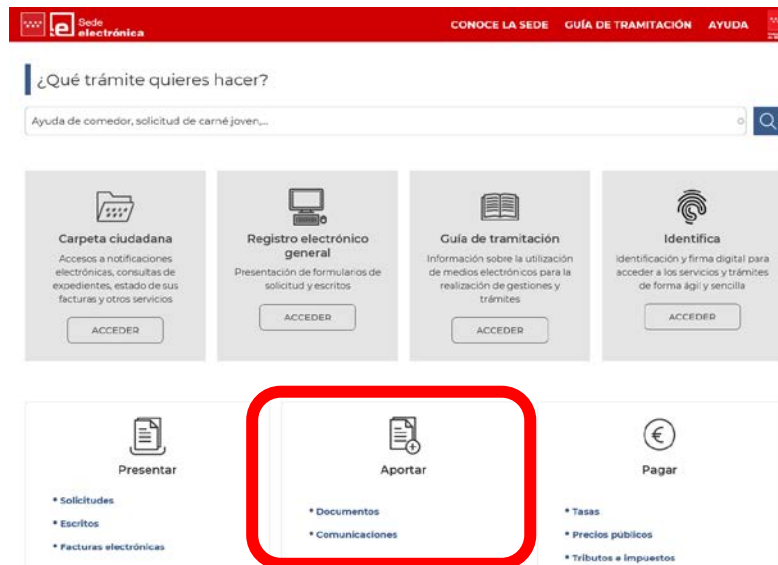 Sede
electrónica
CONOCE LA SEDE GUÍA DE TRAMITACIÓN AYUDA
¿Qué trámite quieres hacer?
Ayuda de comedor, solicitud de carné joven,...
Carpeta ciudadana
Accesos a notificaciones
electrónicas, consultas de
expedientes, estado de sus
facturas y otros servicios
ACCEDER
Registro electrónico
general
Presentación de formularios de
solicitud y escritos
ACCEDER
Guía de tramitación
Información sobre la utilización
de medios electrónicos para la
realización de gestiones y
trámites
ACCEDER
Identifica
Identificación y firma digital para
acceder a los servicios y trámites
de forma ágil y sencilla
ACCEDER
Presentar
• Solicitudes
• Escritos
• Facturas electrónicas
Aportar
• Documentos
• Comunicaciones
Pagar
• Tasas
• Precios públicos
• Tributos e impuestos